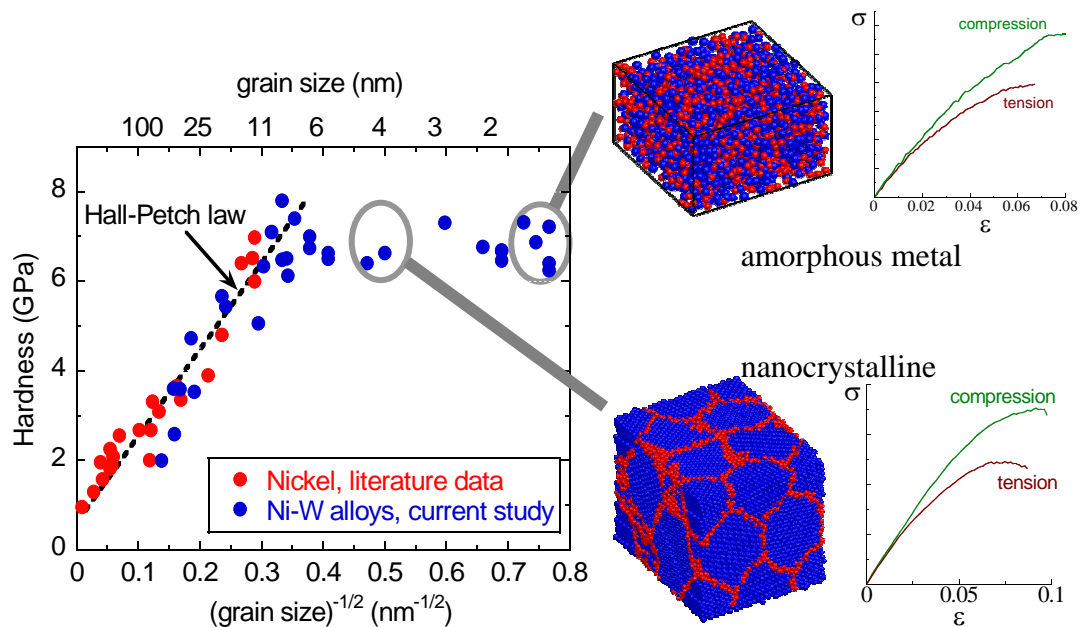 grain size (nm)
100 25 11 6 4 3 2
Hardness (GPa)
8
6
4
2
0
Hall-Petch law
Nickel, literature data
Ni-W alloys, current study
0 0.1 0.2 0.3 0.4 0.5 0.6 0.7 0.8
(grain size)-1/2 (nm-1/2)
σ
compression
tension
0 0.02 0.04 0.06 0.08
ε
amorphous metal
nanocrystalline
σ
compression
tension
0 0.05 0.1
ε